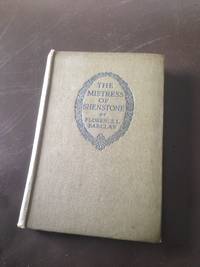 THE
MISTRESS
OF
SHENSTONE
BY
FLORENCE L.
BARCLAY